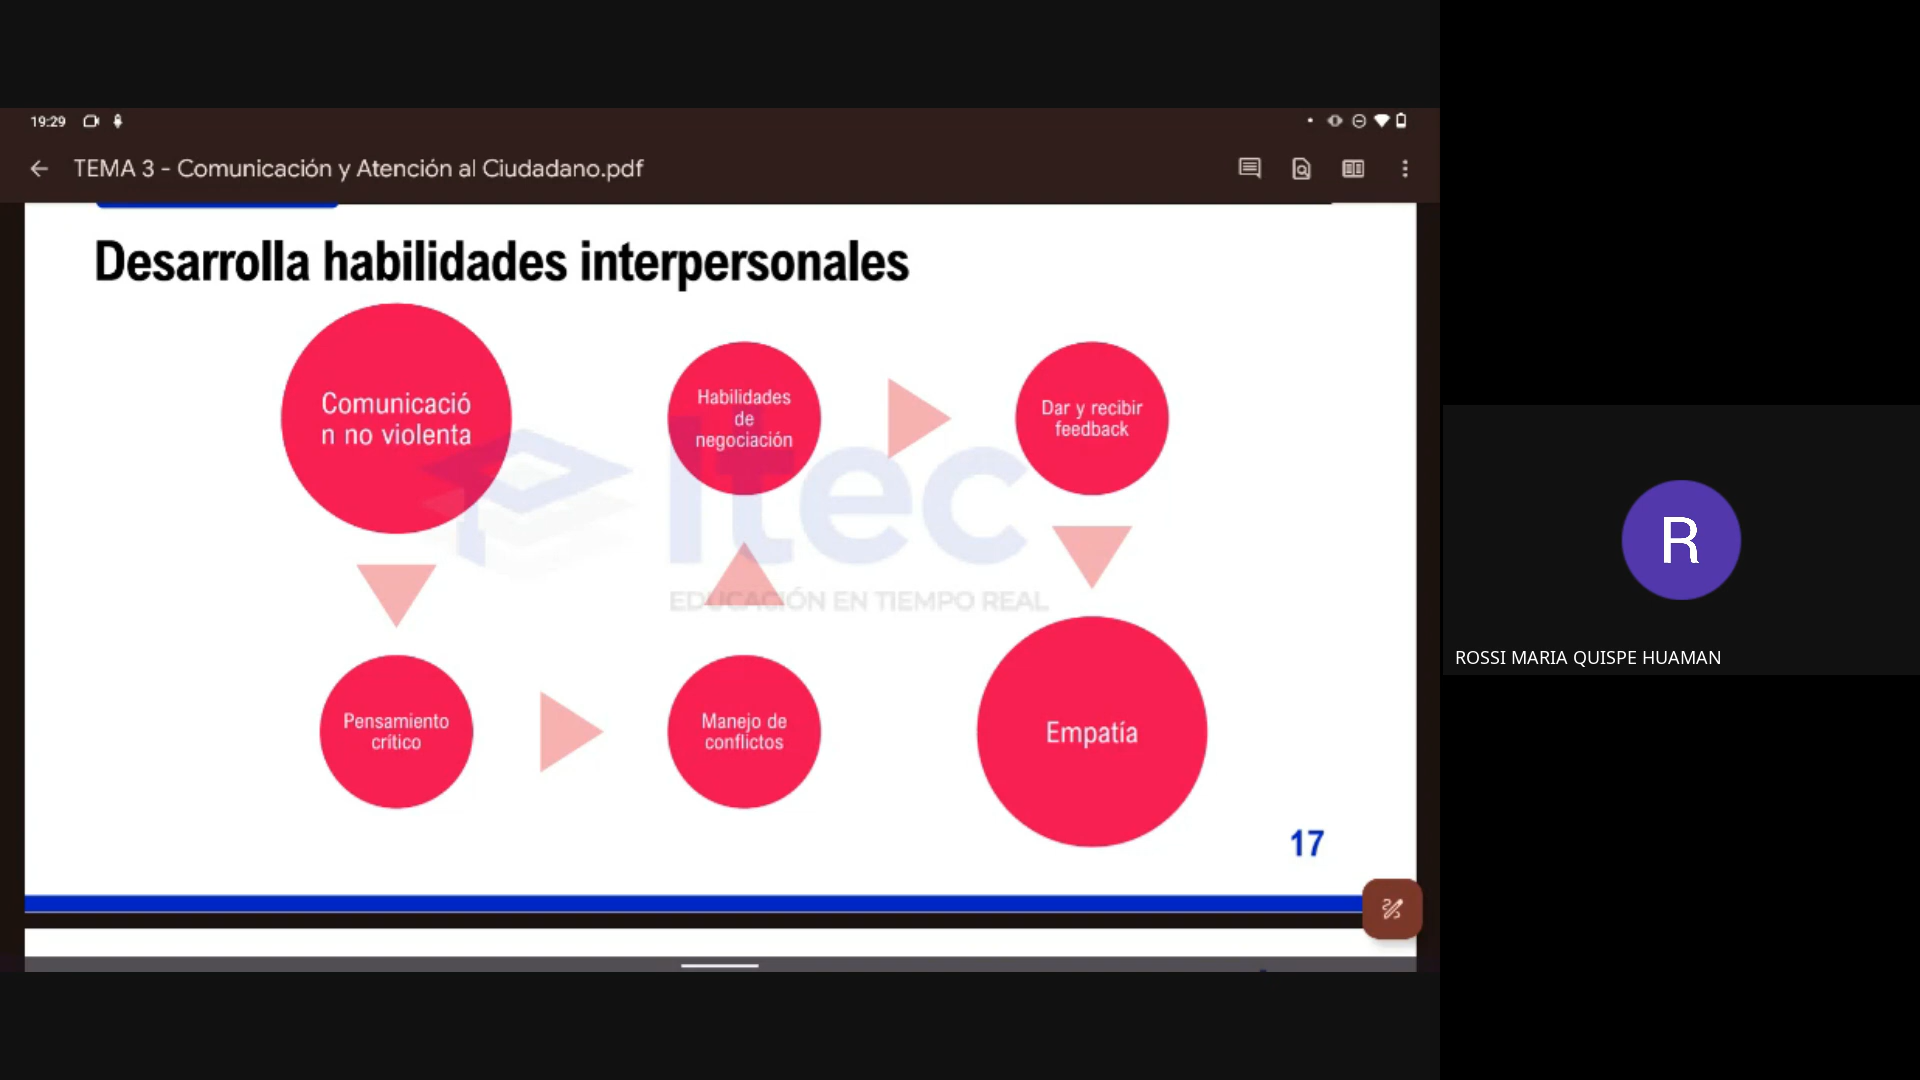 19:29
TEMA 3 - Comunicación y Atención al Ciudadano.pdf
Desarrolla habilidades interpersonales
Comunicació
n no violenta
Habilidades
de
negociación
Dar y recibir
feedback
Itec
EDUCACIÓN EN TIEMPO REAL
Pensamiento
crítico
Manejo de
conflictos
Empatía
17
R
ROSSI MARIA QUISPE HUAMAN